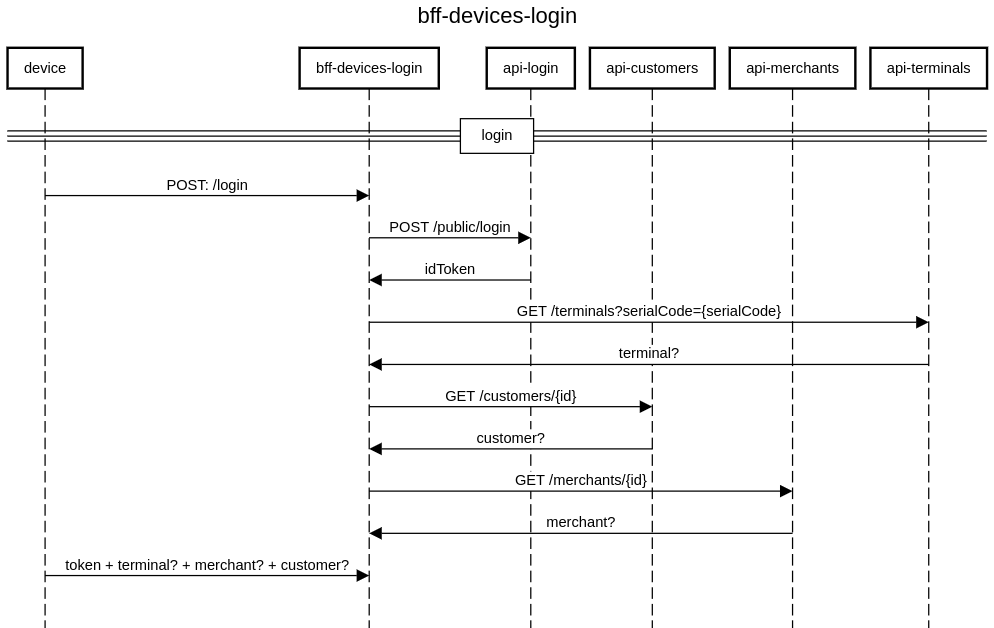 bff-devices-login
device
bff-devices-login
api-login
api-customers
api-merchants
api-terminals
login
POST: /login
POST /public/login
idToken
GET /terminals?serialCode={serialCode}
terminal?
GET /customers/{id}
customer?
GET /merchants/{id}
merchant?
token + terminal? + merchant? + customer?